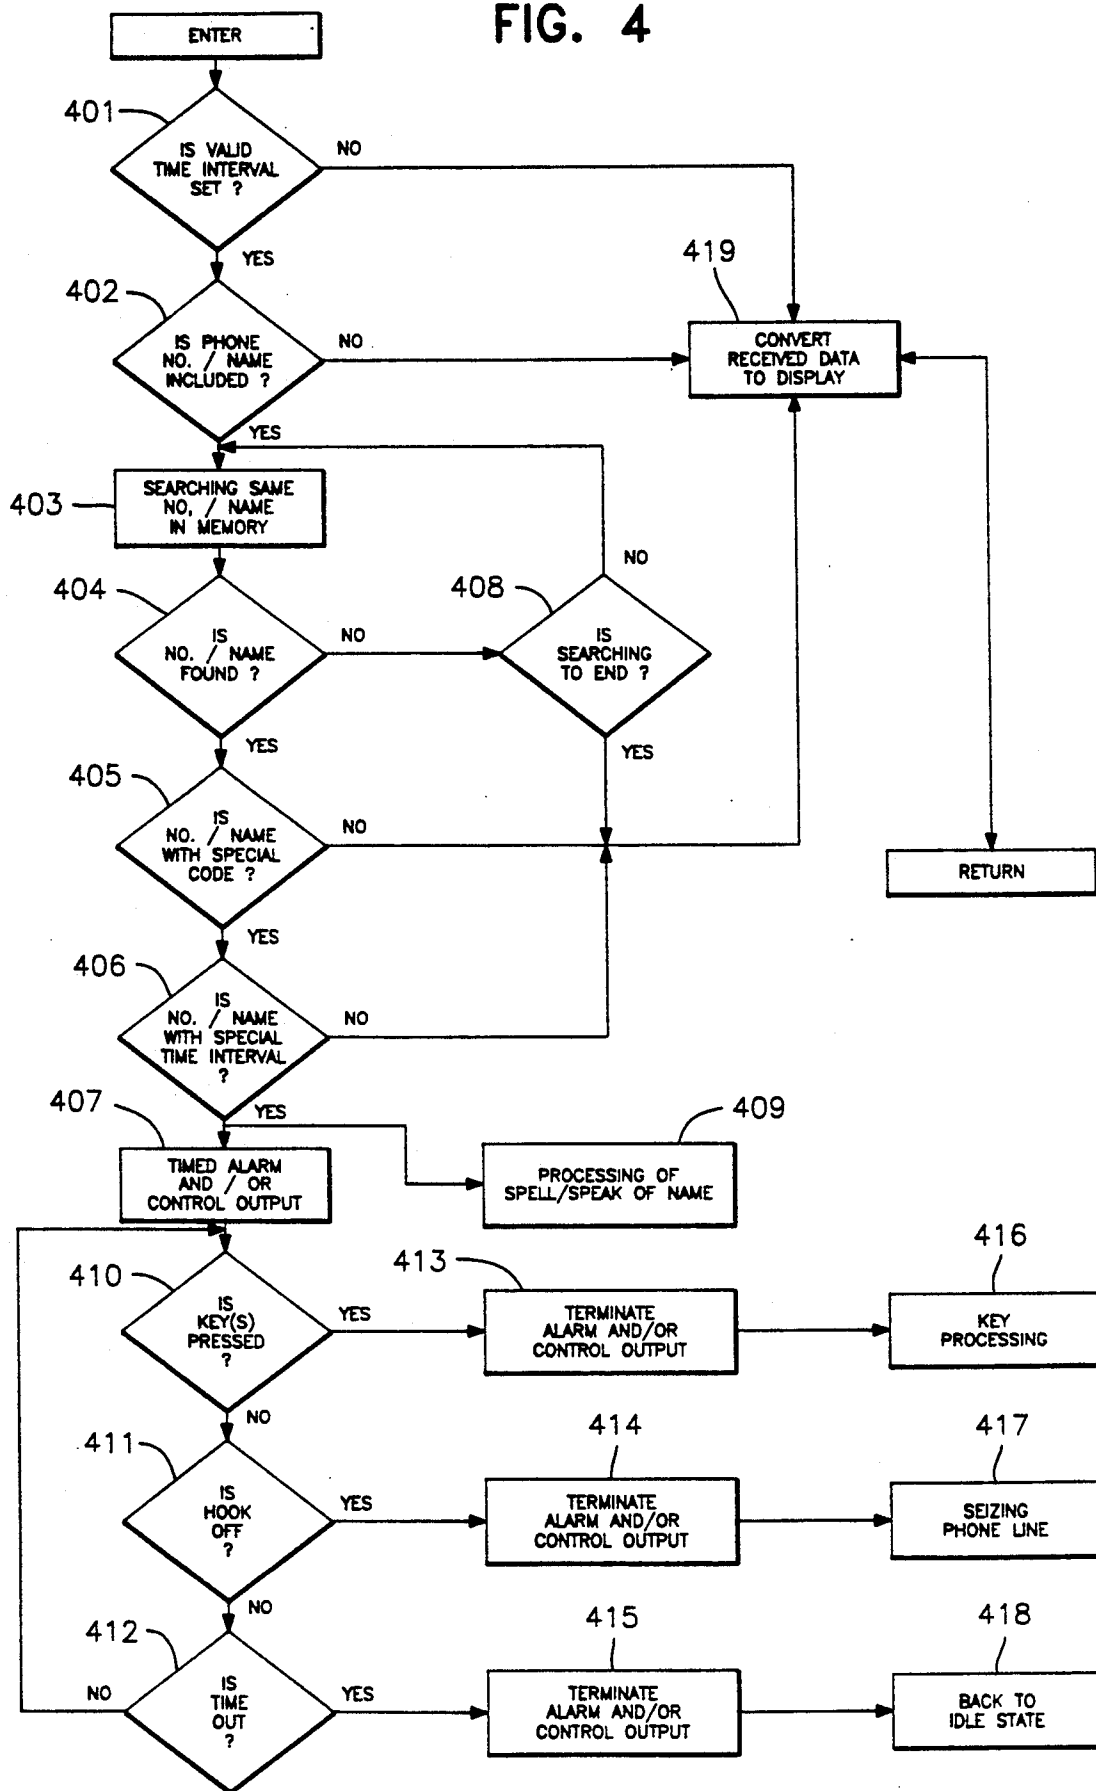 FIG. 4
ENTER
401
IS VALID
TIME INTERVAL
SET ?
NO
YES
419
CONVERT
RECEIVED DATA
TO DISPLAY
402
IS PHONE
NO. / NAME
INCLUDED ?
NO
YES
403
SEARCHING SAME
NO, / NAME
IN MEMORY
404
IS
NO. / NAME
FOUND ?
NO
YES
408
IS
SEARCHING
TO END ?
NO
YES
405
IS
NO. / NAME
WITH SPECIAL
CODE ?
NO
YES
RETURN
406
IS
NO. / NAME
WITH SPECIAL
TIME INTERVAL
?
NO
YES
407
TIMED ALARM
AND / OR
CONTROL OUTPUT
409
PROCESSING OF
SPELL/SPEAK OF NAME
410
IS
KEY(S)
PRESSED
?
YES
NO
413
TERMINATE
ALARM AND/OR
CONTROL OUTPUT
416
KEY
PROCESSING
411
IS
HOOK
OFF
?
YES
NO
414
TERMINATE
ALARM AND/OR
CONTROL OUTPUT
417
SEIZING
PHONE LINE
412
IS
TIME
OUT
?
NO
YES
415
TERMINATE
ALARM AND/OR
CONTROL OUTPUT
418
BACK TO
IDLE STATE